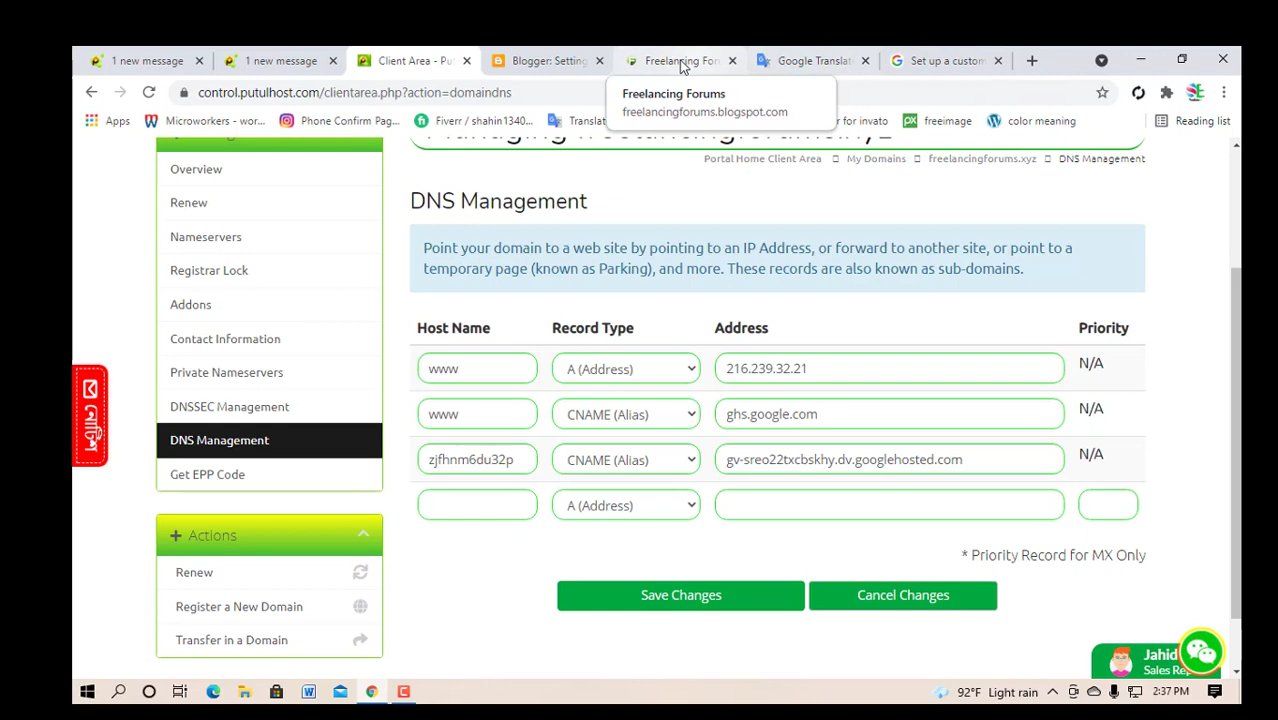 1 new message
1 new message
Client Area - Pu
Blogger: Setting
Freelancing For
Google Translat
Set up a custom
control.putulhost.com/clientarea.php?action=domaindns
Freelancing Forums
freelancingforums.blogspot.com
Apps
Microworkers - wor...
Phone Confirm Pag...
Fiverr / shahin1340...
Translat
for invato
freeimage
color meaning
Reading list
Portal Home Client Area
My Domains
freelancingforums.xyz
DNS Management
Overview
Renew
Nameservers
Registrar Lock
Addons
Contact Information
Private Nameservers
DNSSEC Management
DNS Management
Get EPP Code
Actions
Renew
Register a New Domain
Transfer in a Domain
DNS Management
Point your domain to a web site by pointing to an IP Address, or forward to another site, or point to a
temporary page (known as Parking), and more. These records are also known as sub-domains.
Host Name Record Type Address Priority
www A (Address) 216.239.32.21 N/A
www CNAME (Alias) ghs.google.com N/A
zjfhnm6du32p CNAME (Alias) gv-sreo22txcbskhy.dv.googlehosted.com N/A
A (Address)
* Priority Record for MX Only
Save Changes
Cancel Changes
Jahid
Sales Re
92°F Light rain
2:37 PM